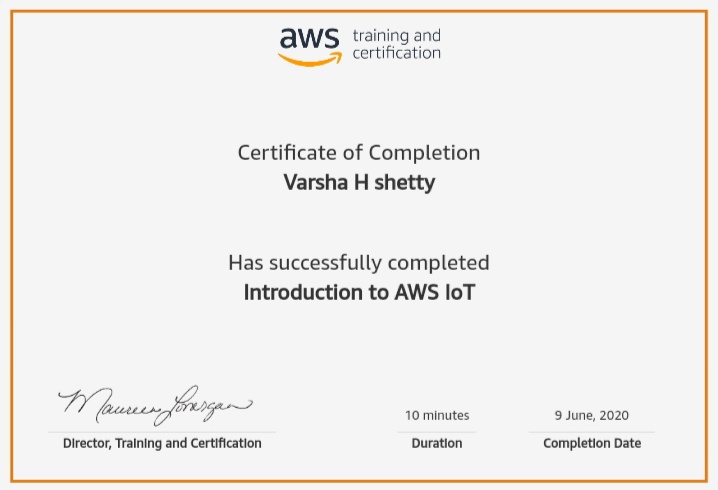 aws training and
certification
Certificate of Completion
Varsha H shetty
Has successfully completed
Introduction to AWS IoT
Maureen Lonergan
10 minutes
9 June, 2020
Director, Training and Certification
Duration
Completion Date